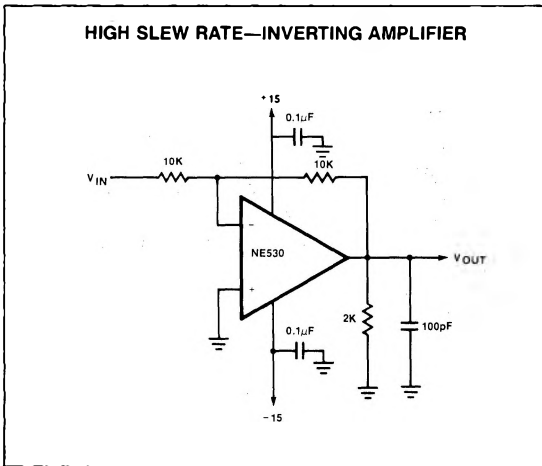 HIGH SLEW RATE—INVERTING AMPLIFIER
+15
0.1μF
10K
10K
VIN
−
NE530
+
VOUT
2K
100pF
0.1μF
−15